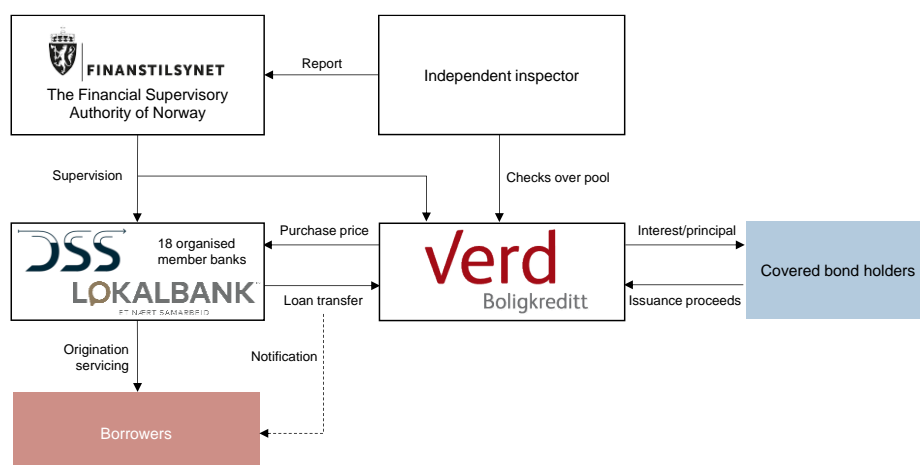 FINANSTILSYNET
The Financial Supervisory
Authority of Norway
Report
Independent inspector
Supervision
Checks over pool
DSS
18 organised
member banks
LOKALBANK
ET NÆRT SAMARBEID
Purchase price
Loan transfer
Verd
Boligkreditt
Interest/principal
Issuance proceeds
Covered bond holders
Origination
servicing
Notification
Borrowers